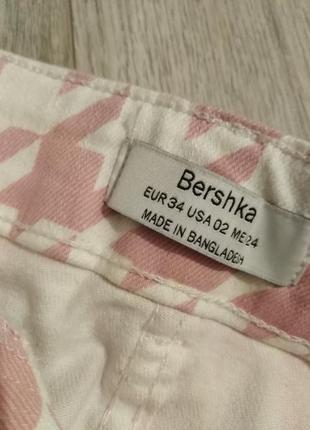 Bershka
EUR 34 USA 02 MEX 24
MADE IN BANGLADESH